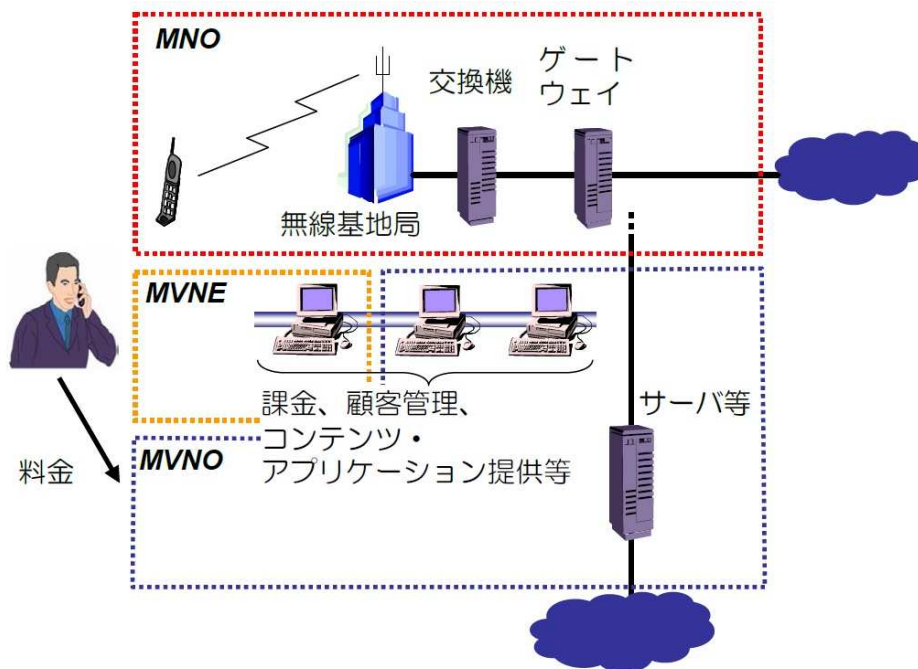 MNO
交換機
ゲート
ウェイ
無線基地局
MVNE
課金、顧客管理、
コンテンツ・
アプリケーション提供等
サーバ等
MVNO
料金